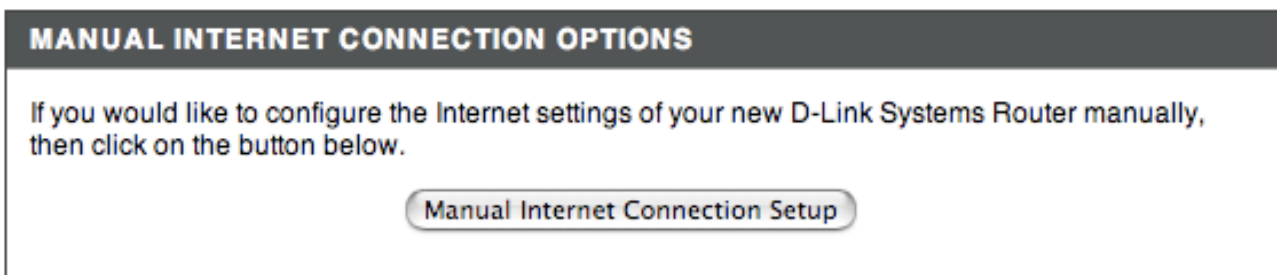 MANUAL INTERNET CONNECTION OPTIONS
If you would like to configure the Internet settings of your new D-Link Systems Router manually,
then click on the button below.
Manual Internet Connection Setup